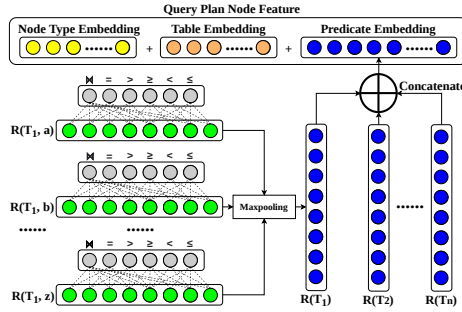 Query Plan Node Feature
Node Type Embedding + Table Embedding + Predicate Embedding
...... ...... ......
Concatenate
⋈ = > ≥ < ≤
R(T1, a)
⋈ = > ≥ < ≤
R(T1, b)
Maxpooling
...... ...... ......
⋈ = > ≥ < ≤
R(T1, z)
R(T1) R(T2) R(Tn)